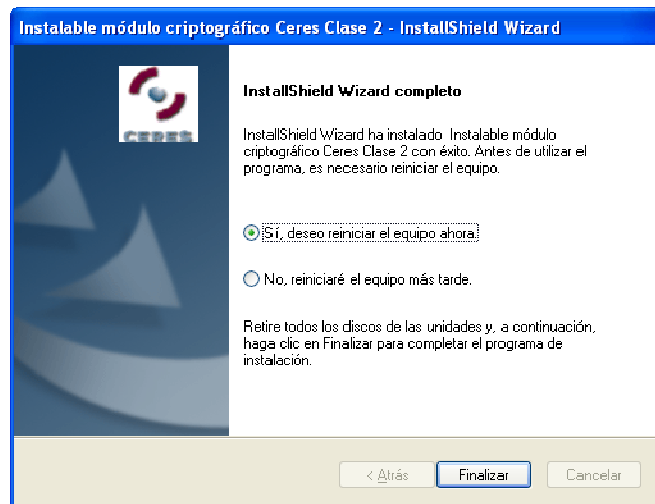 Instalable módulo criptográfico Ceres Clase 2 - InstallShield Wizard
CERES
InstallShield Wizard completo
InstallShield Wizard ha instalado Instalable módulo
criptográfico Ceres Clase 2 con éxito. Antes de utilizar el
programa, es necesario reiniciar el equipo.
Sí, deseo reiniciar el equipo ahora.
No, reiniciaré el equipo más tarde.
Retire todos los discos de las unidades y, a continuación,
haga clic en Finalizar para completar el programa de
instalación.
< Atrás Finalizar Cancelar